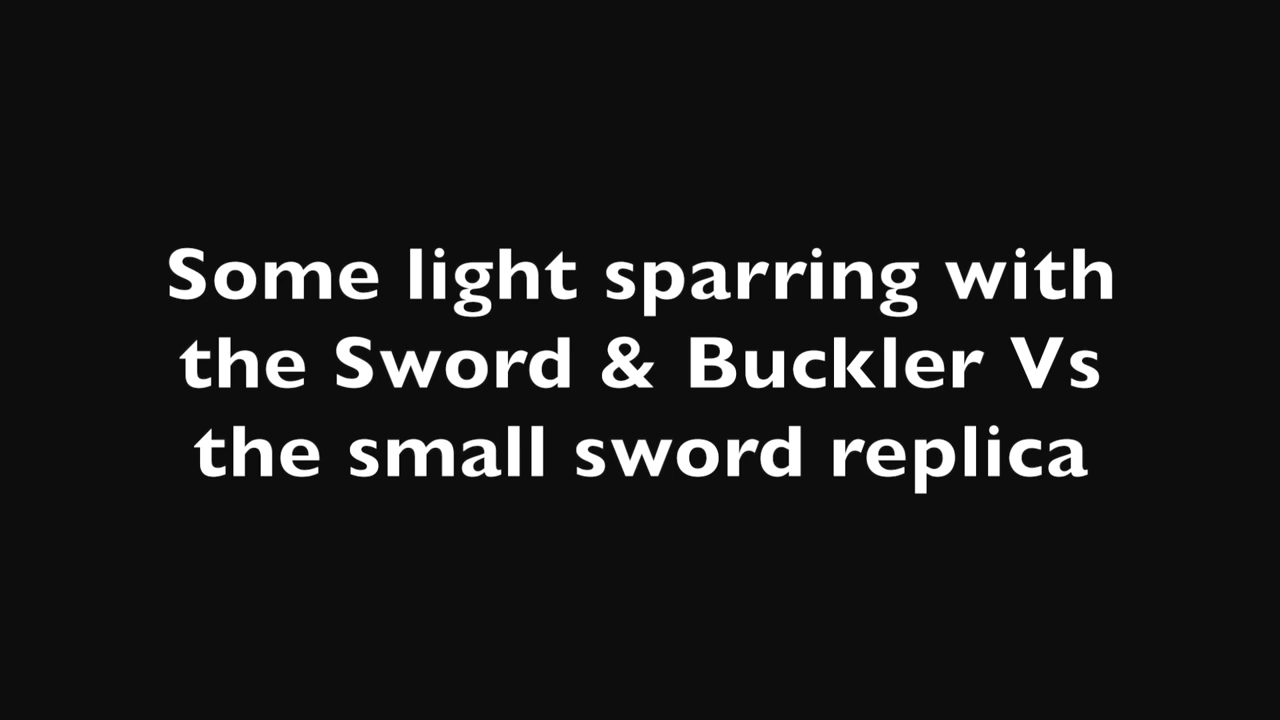 Some light sparring with
the Sword & Buckler Vs
the small sword replica